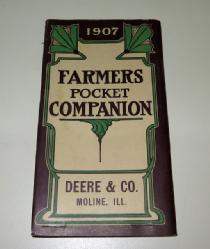 1907
FARMERS
POCKET
COMPANION
DEERE & CO.
MOLINE, ILL.